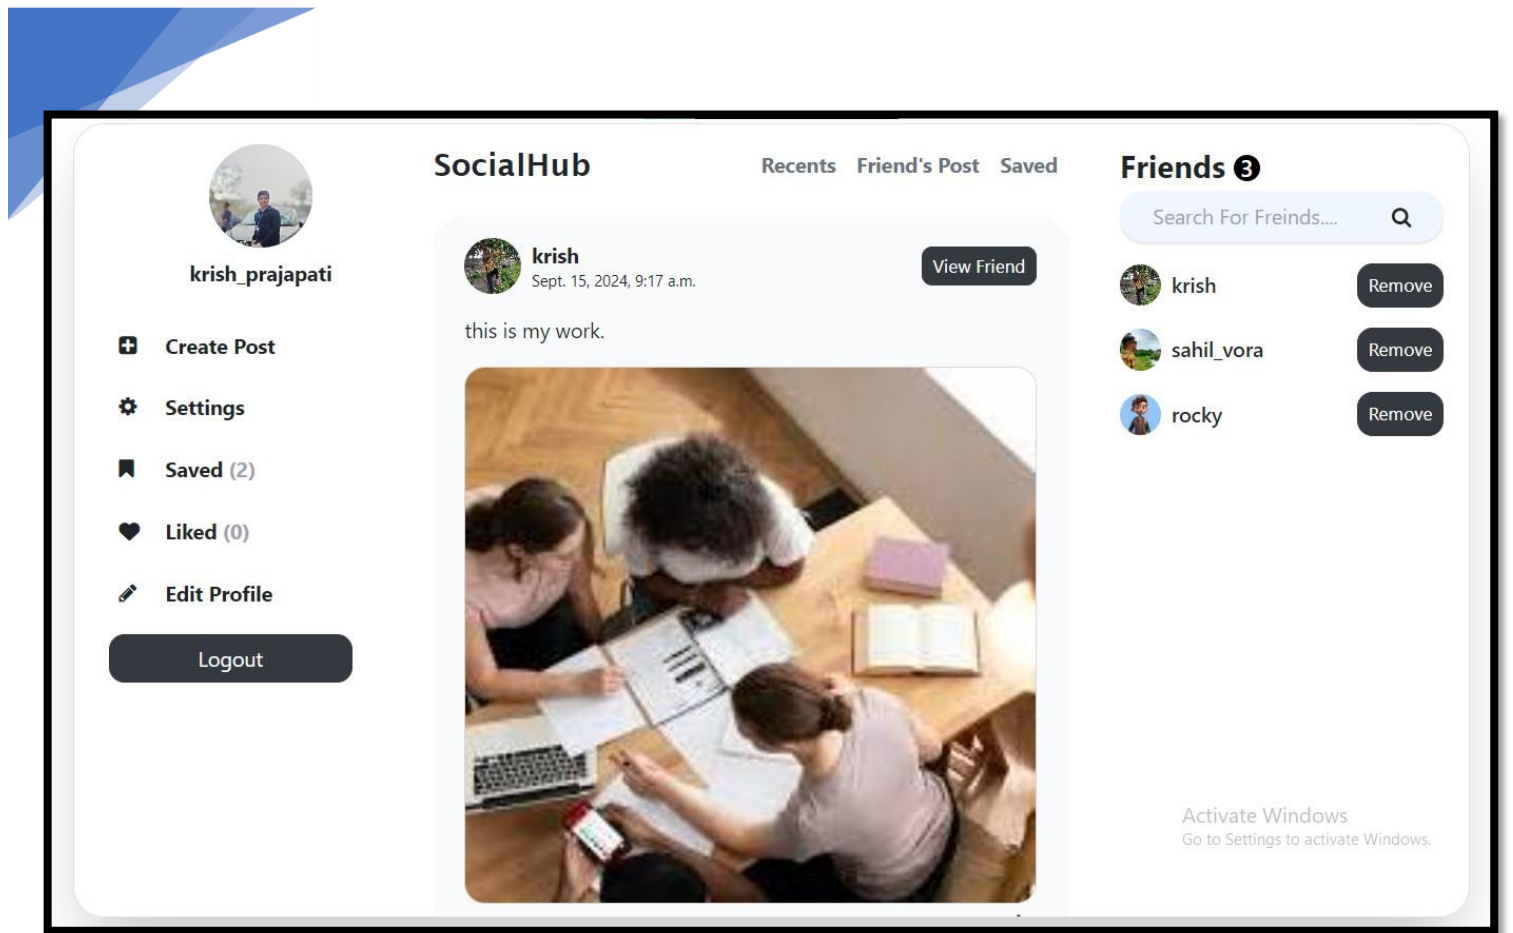 krish_prajapati
Create Post
Settings
Saved (2)
Liked (0)
Edit Profile
Logout
SocialHub
Recents Friend's Post Saved
krish
Sept. 15, 2024, 9:17 a.m.
View Friend
this is my work.
Friends 3
Search For Freinds....
krish Remove
sahil_vora Remove
rocky Remove
Activate Windows
Go to Settings to activate Windows.